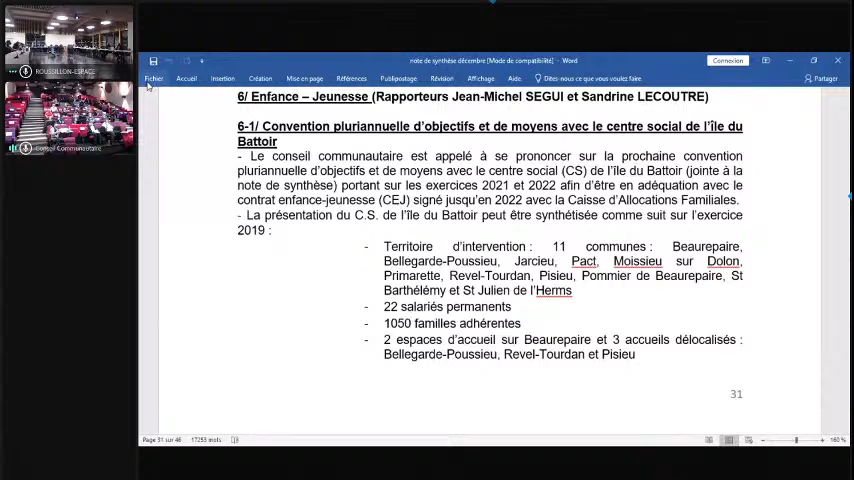 ROUSSILLON-ESPACE
Conseil Communautaire
note de synthèse décembre [Mode de compatibilité] - Word
Connexion
Fichier Accueil Insertion Création Mise en page Références Publipostage Révision Affichage Aide Dites-nous ce que vous voulez faire Partager
6/ Enfance – Jeunesse (Rapporteurs Jean-Michel SEGUI et Sandrine LECOUTRE)
6-1/ Convention pluriannuelle d'objectifs et de moyens avec le centre social de l'île du
Battoir
- Le conseil communautaire est appelé à se prononcer sur la prochaine convention
pluriannuelle d'objectifs et de moyens avec le centre social (CS) de l'île du Battoir (jointe à la
note de synthèse) portant sur les exercices 2021 et 2022 afin d'être en adéquation avec le
contrat enfance-jeunesse (CEJ) signé jusqu'en 2022 avec la Caisse d'Allocations Familiales.
- La présentation du C.S. de l'île du Battoir peut être synthétisée comme suit sur l'exercice
2019 :
- Territoire d'intervention : 11 communes : Beaurepaire,
Bellegarde-Poussieu, Jarcieu, Pact, Moissieu sur Dolon,
Primarette, Revel-Tourdan, Pisieu, Pommier de Beaurepaire, St
Barthélémy et St Julien de l'Herms
- 22 salariés permanents
- 1050 familles adhérentes
- 2 espaces d'accueil sur Beaurepaire et 3 accueils délocalisés :
Bellegarde-Poussieu, Revel-Tourdan et Pisieu
31
Page 31 sur 46 17253 mots 160 %